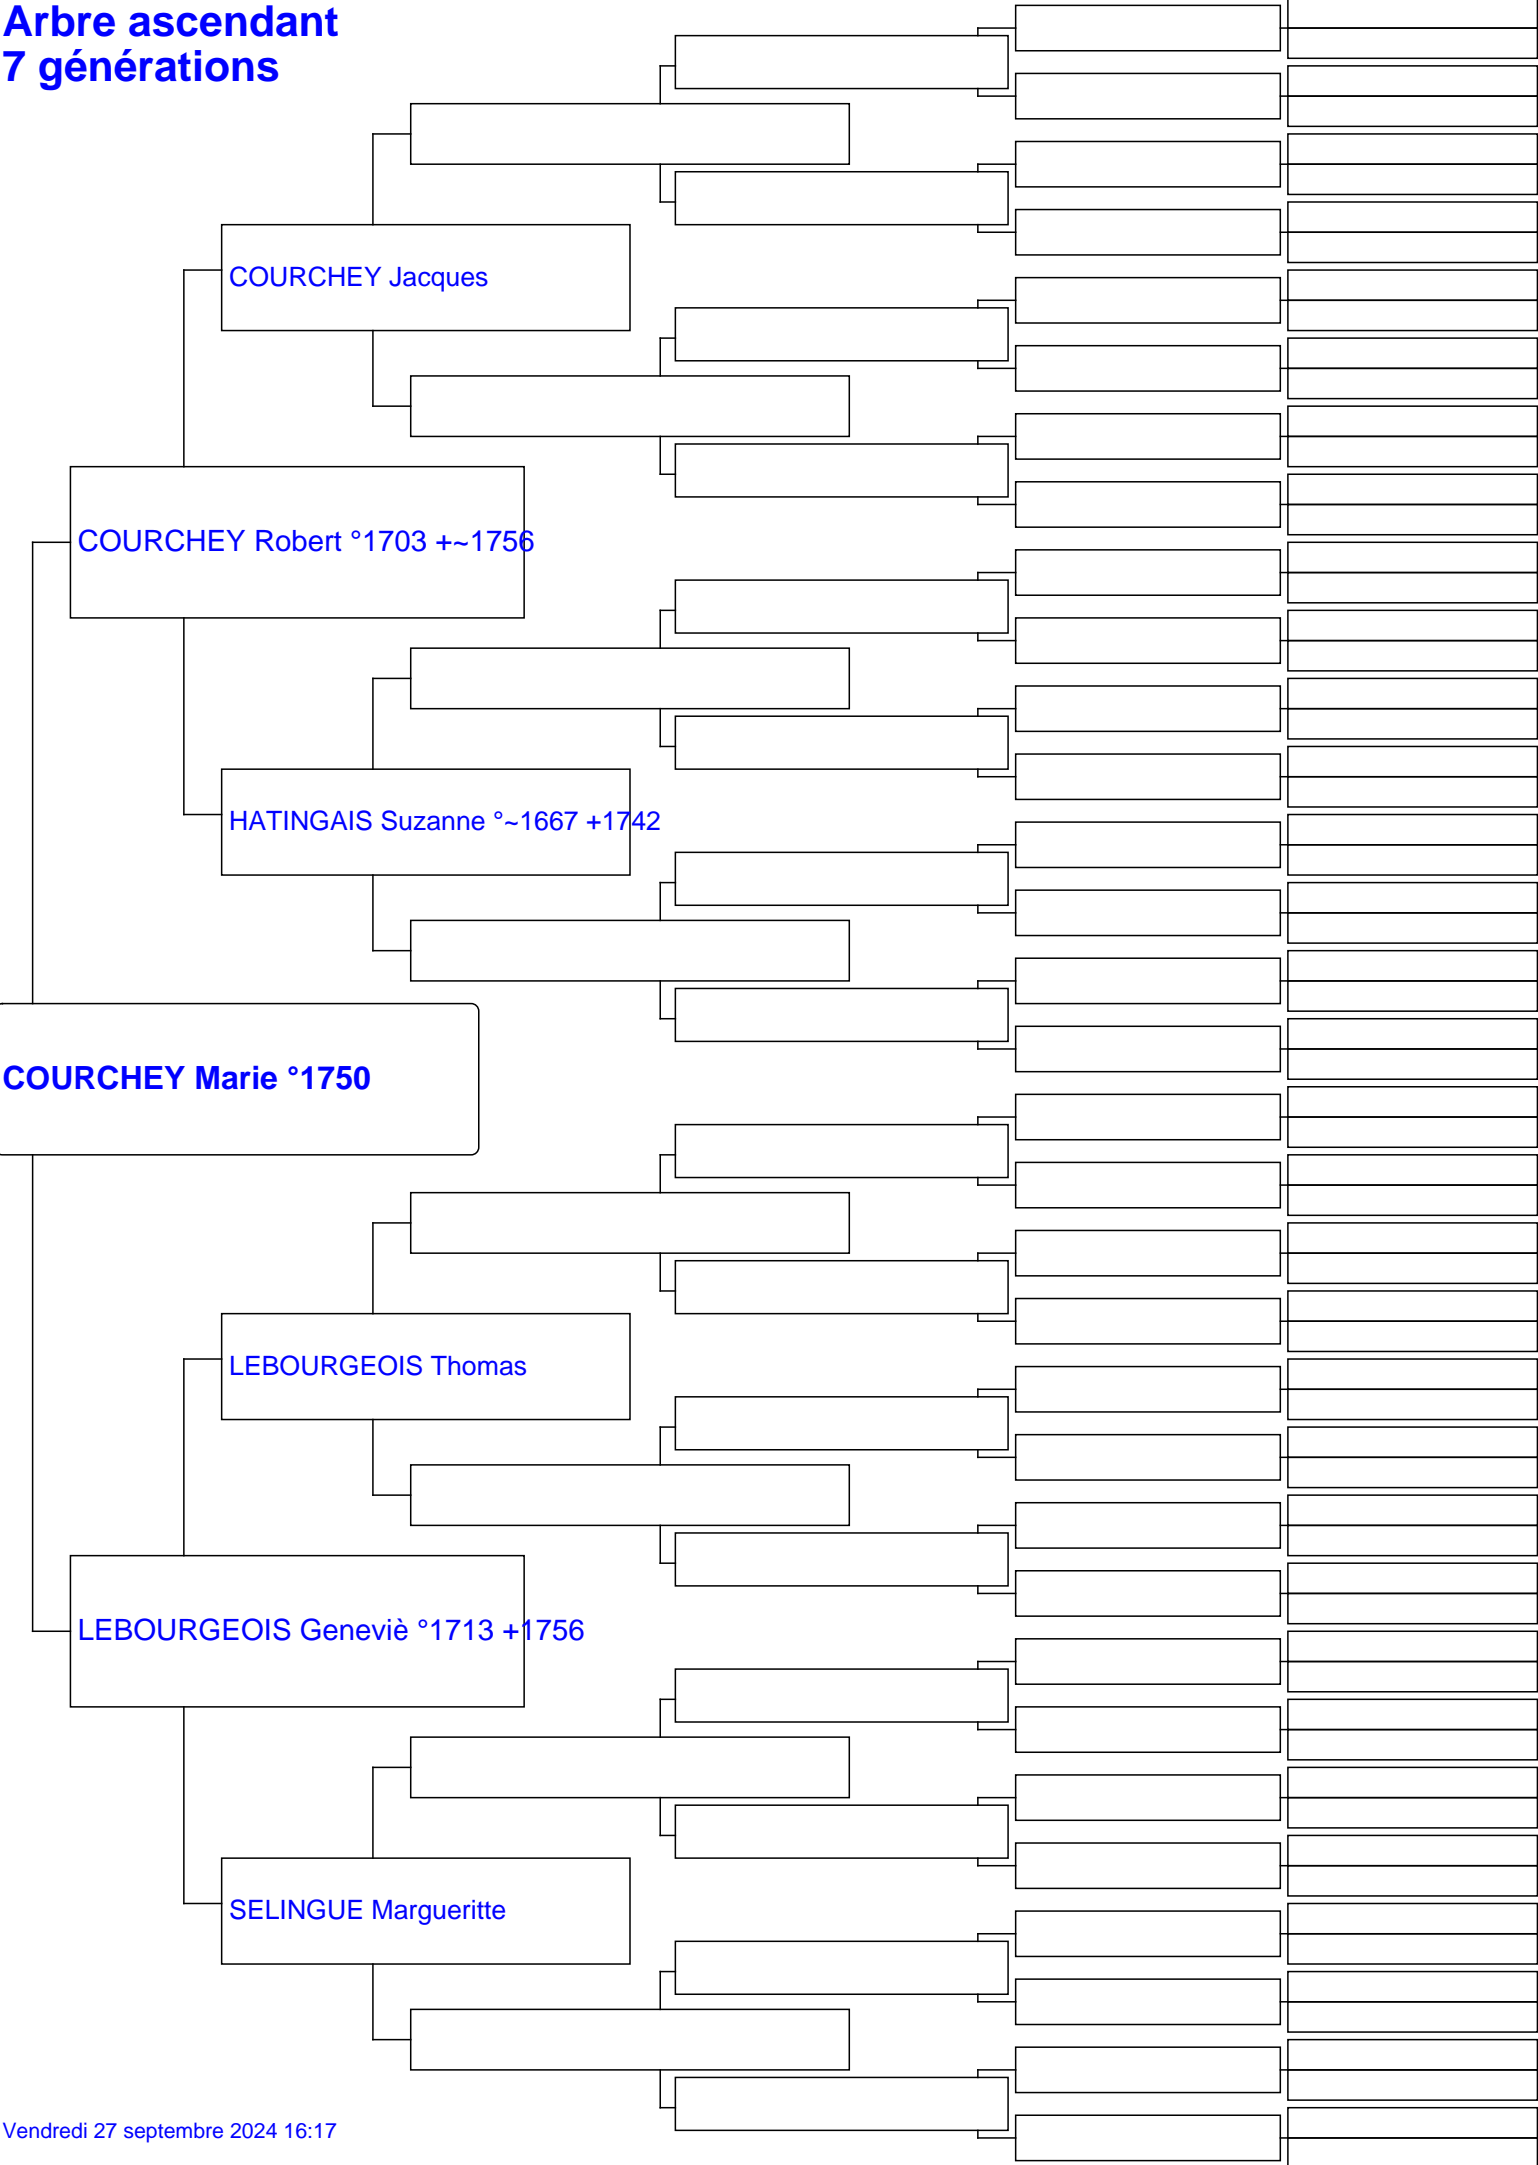 Arbre ascendant
7 générations
COURCHEY Jacques
COURCHEY Robert °1703 +~1756
HATINGAIS Suzanne °~1667 +1742
COURCHEY Marie °1750
LEBOURGEOIS Thomas
LEBOURGEOIS Geneviè °1713 +1756
SELINGUE Margueritte
Vendredi 27 septembre 2024 16:17